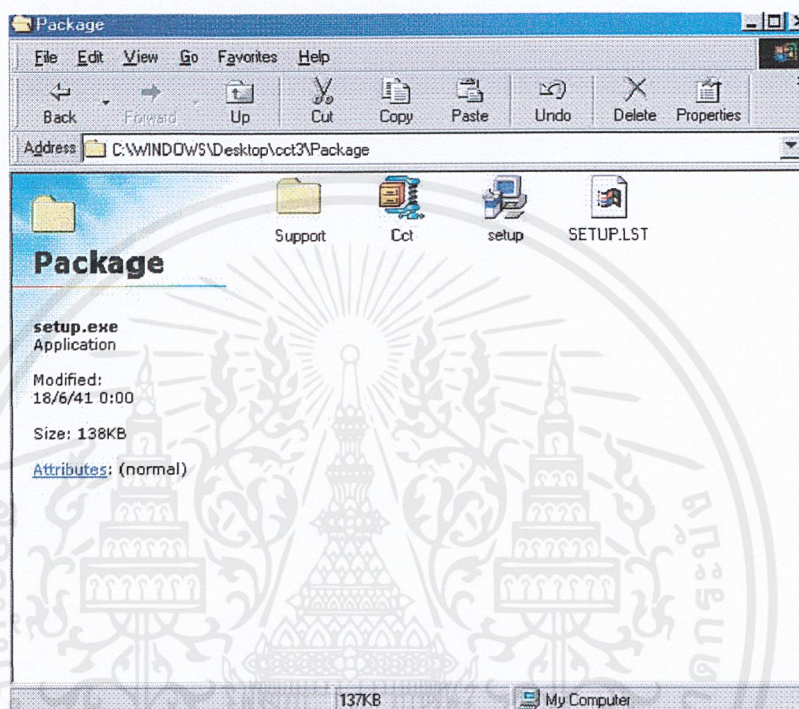 Package
File Edit View Go Favorites Help
Back Forward Up Cut Copy Paste Undo Delete Properties
Address C:\WINDOWS\Desktop\cct3\Package
Support Cct setup SETUP.LST
Package
setup.exe
Application
Modified:
18/6/41 0:00
Size: 138KB
Attributes: (normal)
137KB My Computer